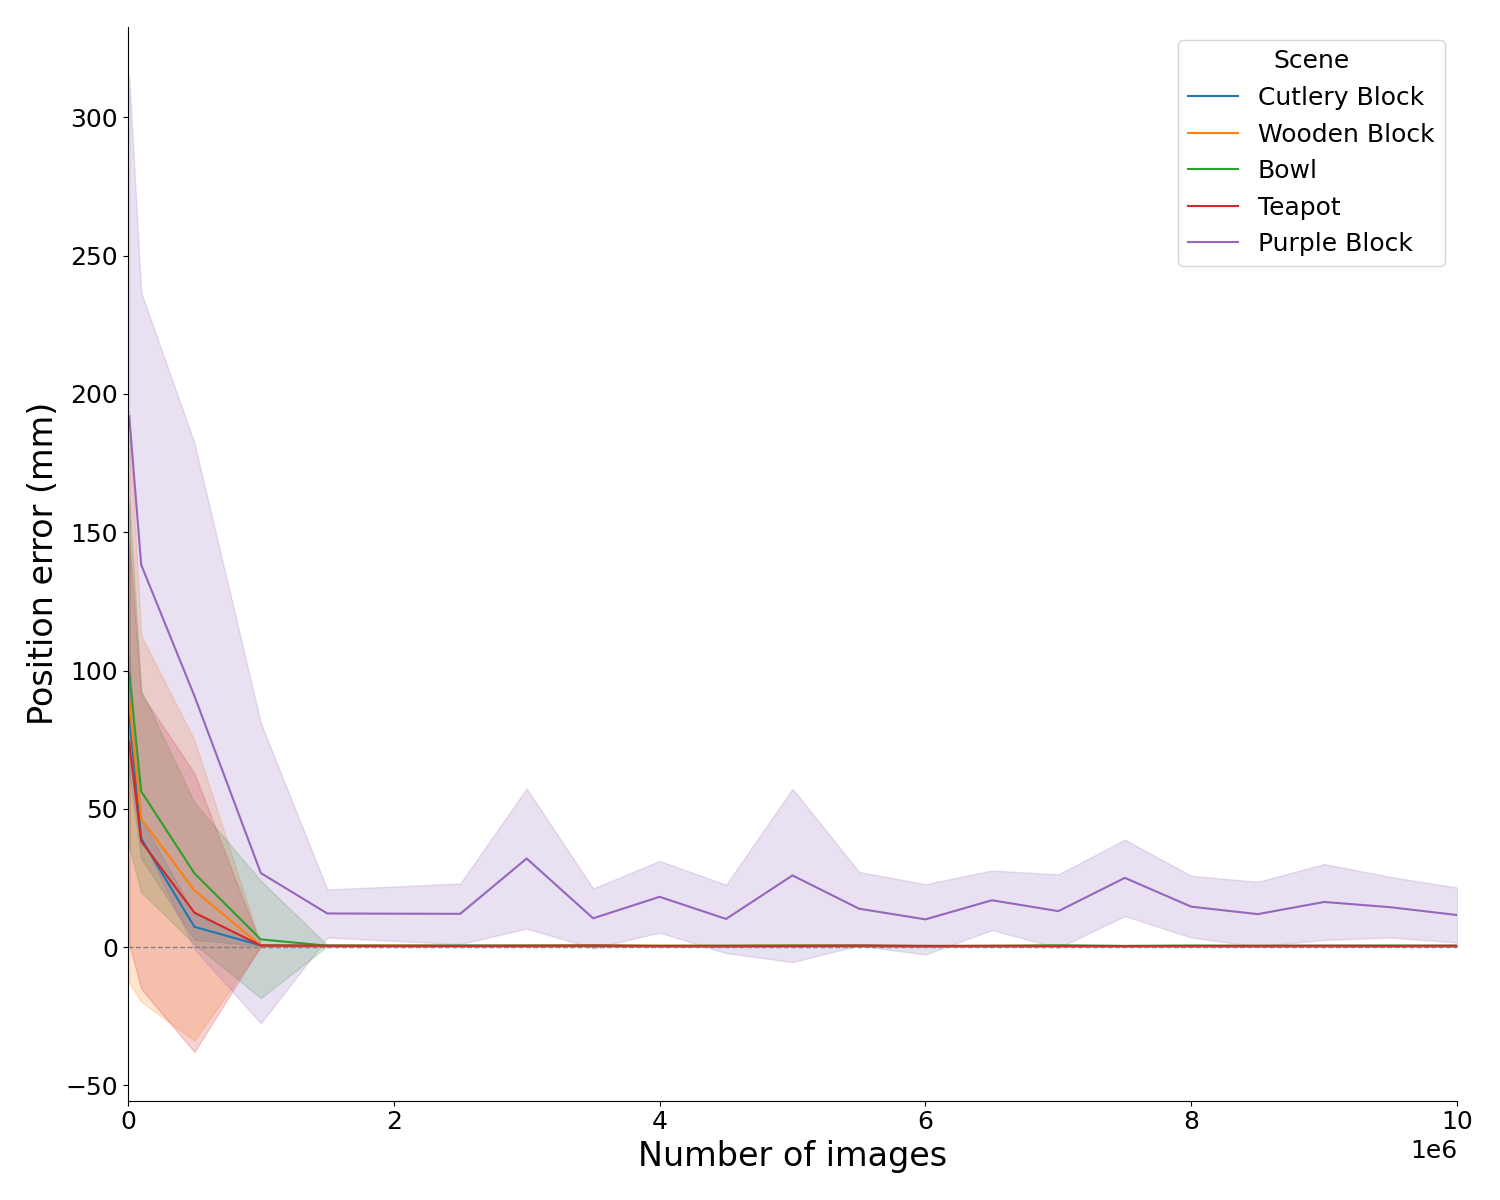 Scene
Cutlery Block
Wooden Block
Bowl
Teapot
Purple Block
Position error (mm)
300
250
200
150
100
50
0
−50
0 2 4 6 8 10
1e6
Number of images